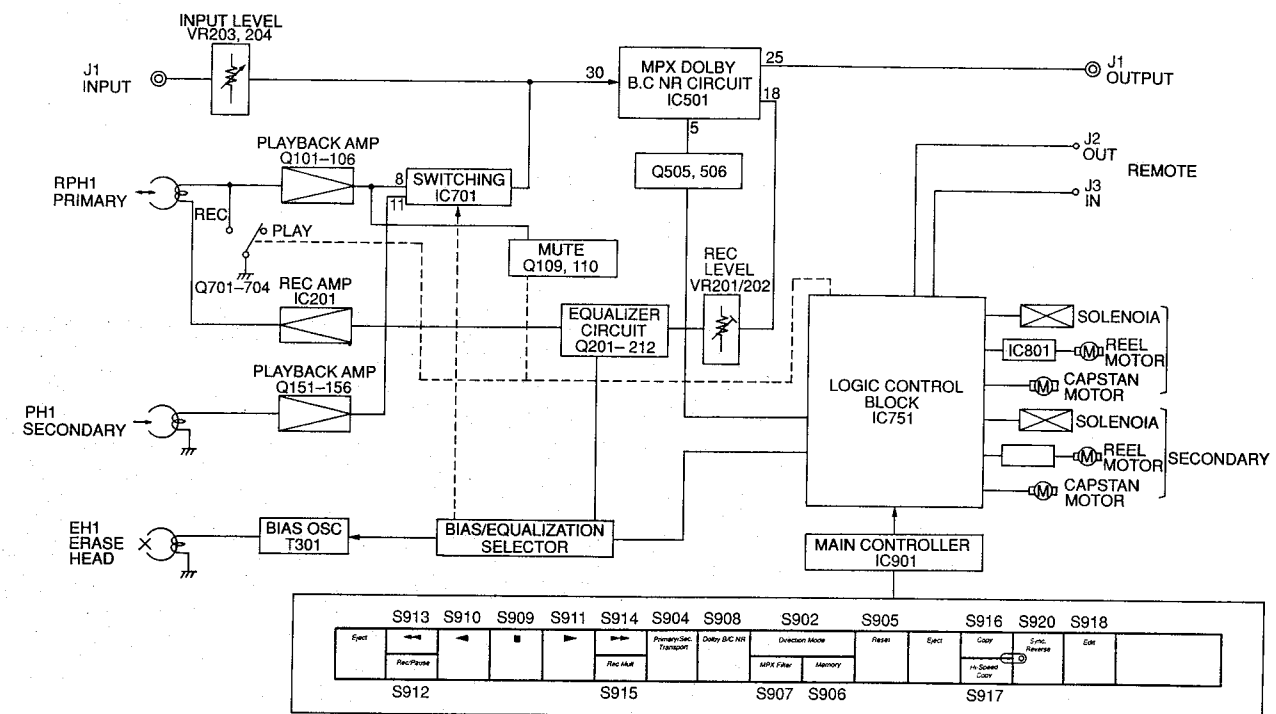 INPUT LEVEL
VR203, 204
J1
INPUT
30
MPX DOLBY
B.C NR CIRCUIT
IC501
25
18
5
J1
OUTPUT
PLAYBACK AMP
Q101–106
RPH1
PRIMARY
8
11
SWITCHING
IC701
Q505, 506
J2
OUT
REMOTE
J3
IN
REC
PLAY
Q701–704
MUTE
Q109, 110
REC AMP
IC201
EQUALIZER
CIRCUIT
Q201– 212
REC
LEVEL
VR201/202
LOGIC CONTROL
BLOCK
IC751
SOLENOIA
IC801
M
REEL
MOTOR
M
CAPSTAN
MOTOR
SOLENOIA
M
REEL
MOTOR
SECONDARY
M
CAPSTAN
MOTOR
PLAYBACK AMP
Q151–156
PH1
SECONDARY
EH1
ERASE
HEAD
BIAS OSC
T301
BIAS/EQUALIZATION
SELECTOR
MAIN CONTROLLER
IC901
S913 S910 S909 S911 S914 S904 S908 S902 S905 S916 S920 S918
Eject
Primary/Sec.
Transport
Dolby B/C NR
Direction Mode
Reset
Eject
Copy
Sync.
Reverse
Edit
Rec/Pause
Rec Mult
MPX Filter
Memory
Hi-Speed
Copy
S912 S915 S907 S906 S917